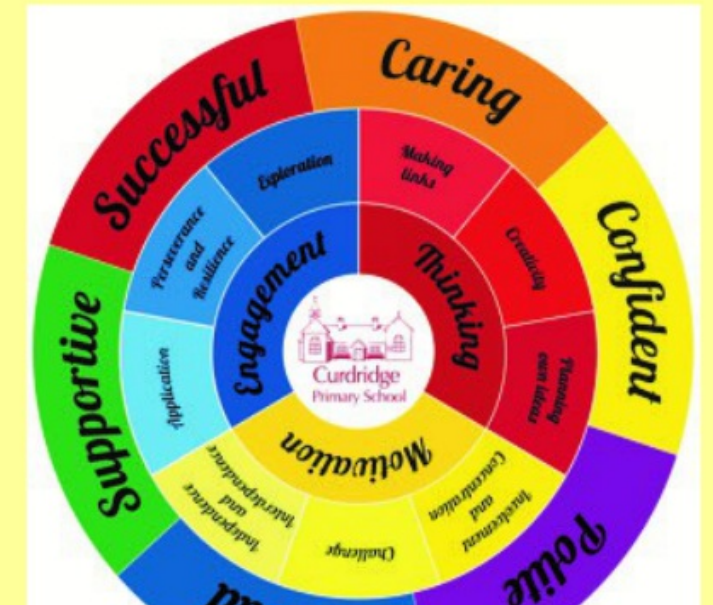 Successful
Caring
Confident
Polite
Supportive
Exploration
Making
links
Creativity
Planning
own ideas
Involvement
and
Concentration
Challenge
Independence
and
Interdependence
Application
Perseverance
and
Resilience
Engagement
Thinking
Motivation
Curdridge
Primary School